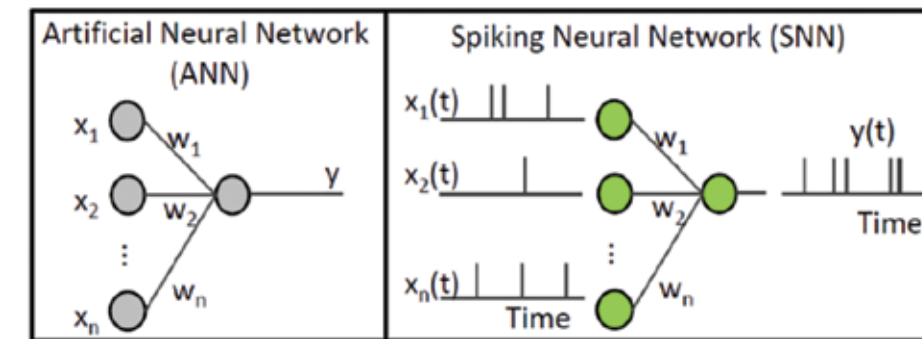 Artificial Neural Network
(ANN)
x₁
w₁
x₂
w₂
⋮
xₙ
wₙ
y
Spiking Neural Network (SNN)
x₁(t)
w₁
x₂(t)
w₂
⋮
xₙ(t)
wₙ
Time
y(t)
Time